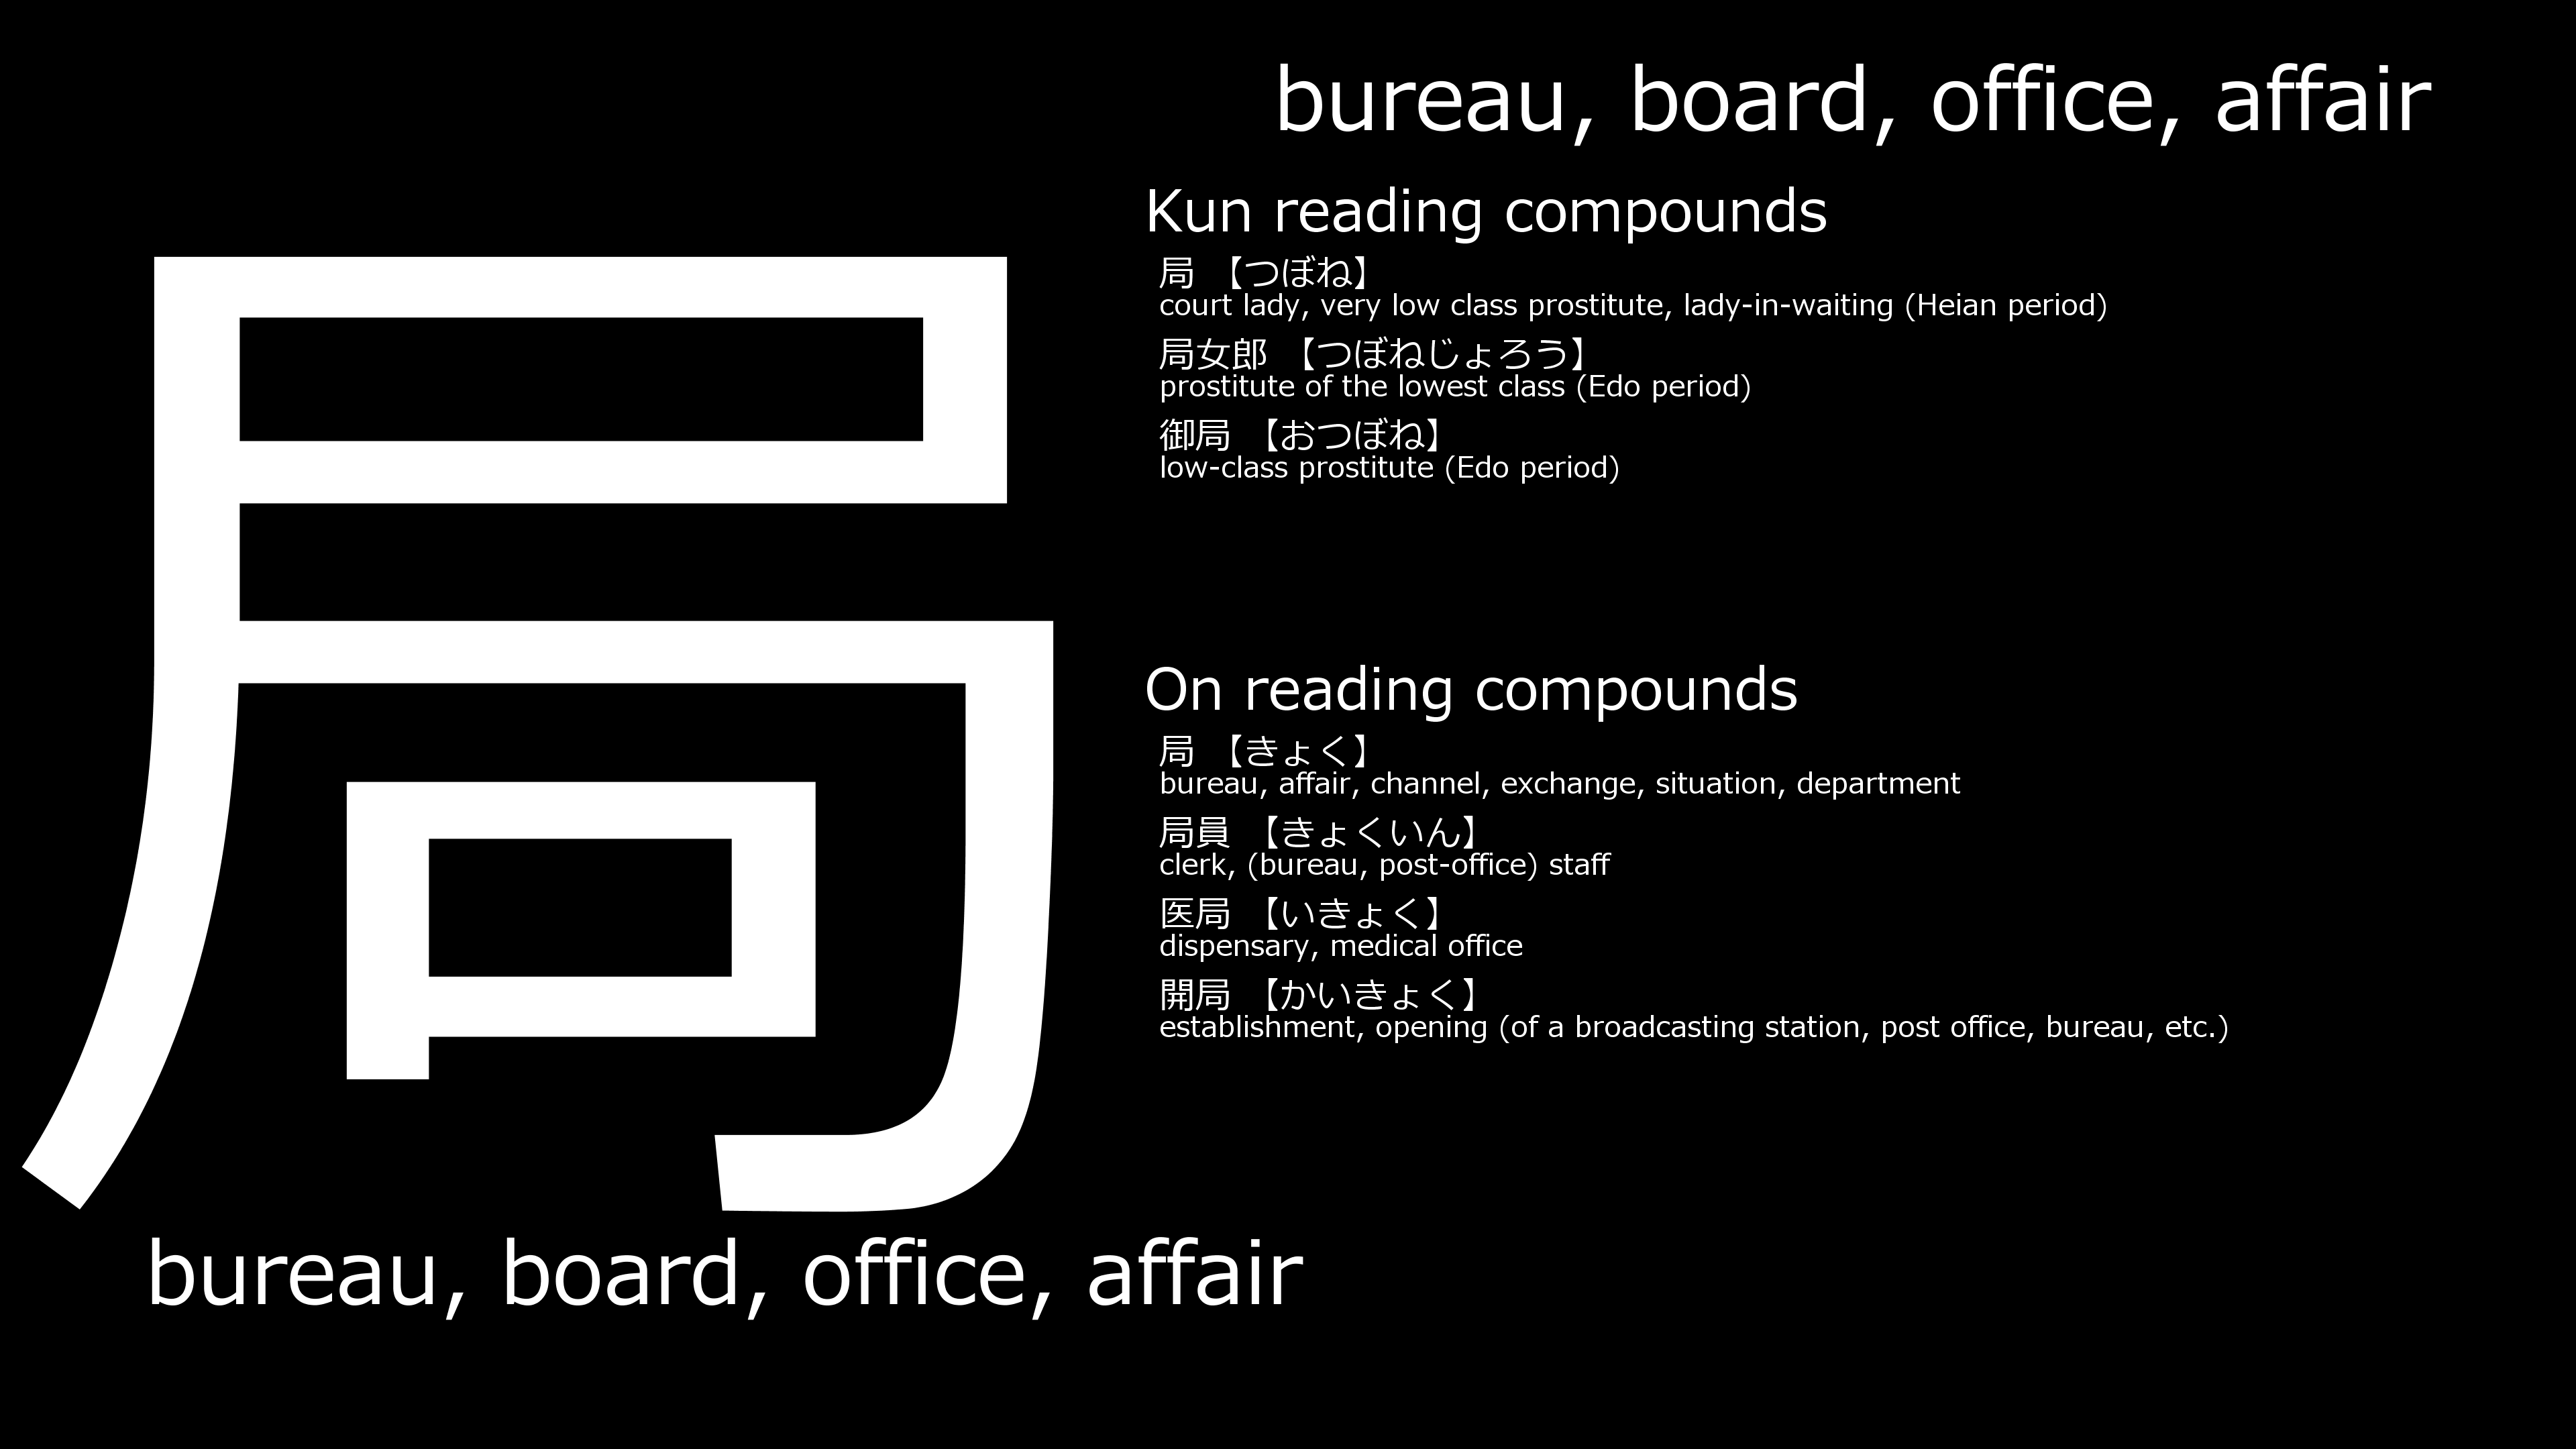 局
bureau, board, office, affair
bureau, board, office, affair
Kun reading compounds
局 【つぼね】
court lady, very low class prostitute, lady-in-waiting (Heian period)
局女郎 【つぼねじょろう】
prostitute of the lowest class (Edo period)
御局 【おつぼね】
low-class prostitute (Edo period)
On reading compounds
局 【きょく】
bureau, affair, channel, exchange, situation, department
局員 【きょくいん】
clerk, (bureau, post-office) staff
医局 【いきょく】
dispensary, medical office
開局 【かいきょく】
establishment, opening (of a broadcasting station, post office, bureau, etc.)